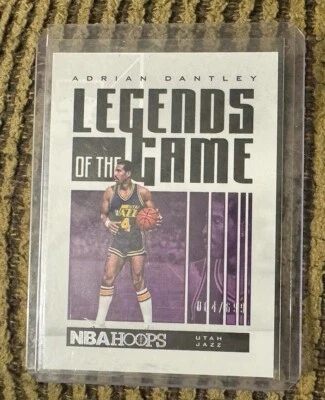 ADRIAN DANTLEY
LEGENDS
OF THE GAME
JAZZ
4
NBA HOOPS
UTAH
JAZZ